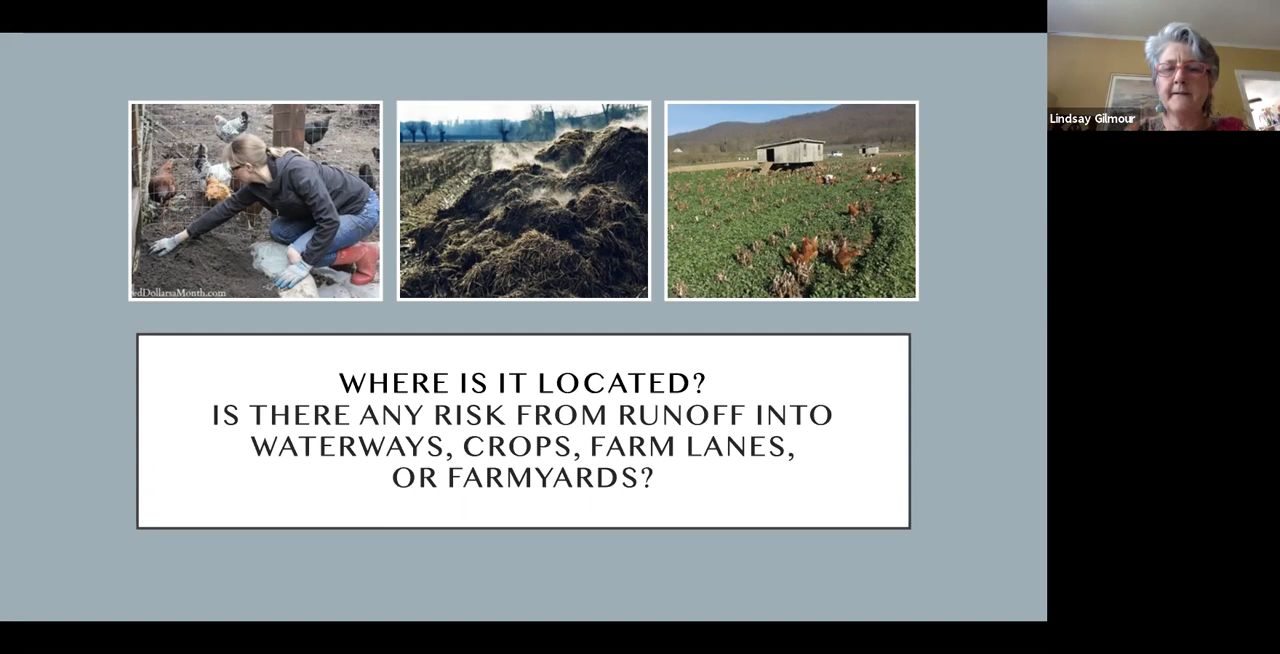 Lindsay Gilmour
edDollarsaMonth.com
WHERE IS IT LOCATED?
IS THERE ANY RISK FROM RUNOFF INTO
WATERWAYS, CROPS, FARM LANES,
OR FARMYARDS?